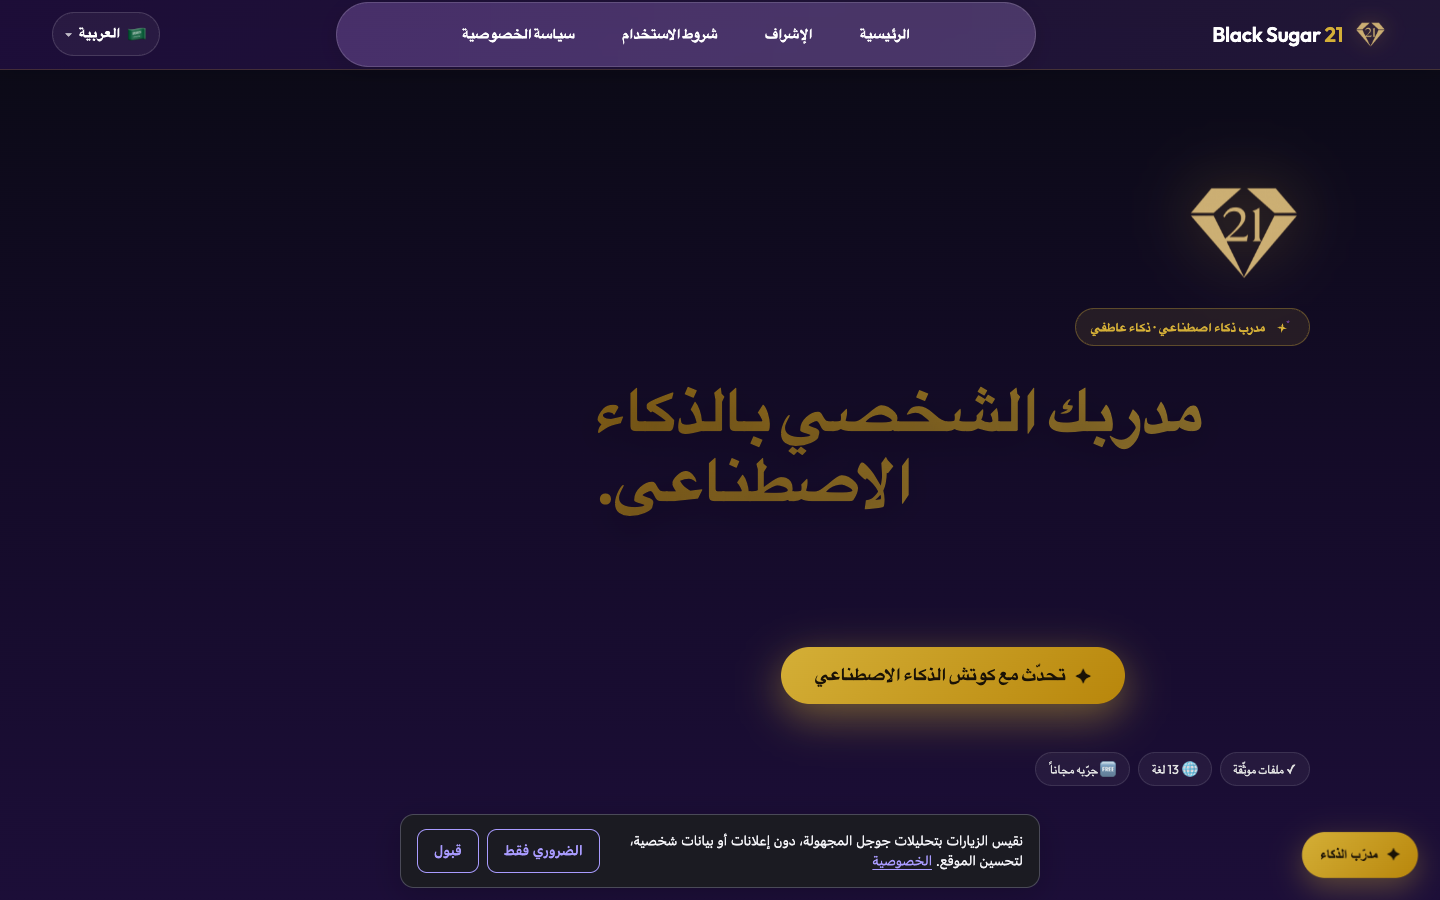 Black Sugar 21
الرئيسية
الإشراف
شروط الاستخدام
سياسة الخصوصية
العربية
21
مدرب ذكاء اصطناعي · ذكاء عاطفي
مدربك الشخصي بالذكاء
الاصطناعي.
تحدّث مع كوتش الذكاء الاصطناعي
✓ ملفات موثّقة
13 لغة
جرّبه مجاناً
نقيس الزيارات بتحليلات جوجل المجهولة، دون إعلانات أو بيانات شخصية،
لتحسين الموقع. الخصوصية
الضروري فقط
قبول
مدرّب الذكاء